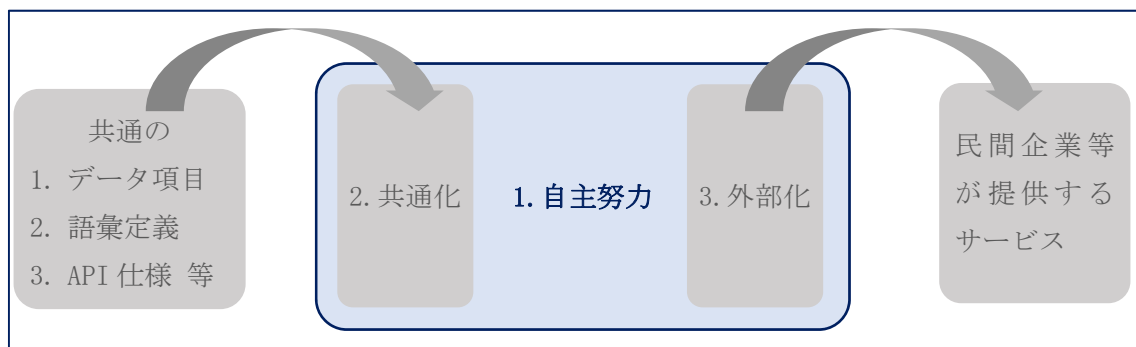 共通の
1. データ項目
2. 語彙定義
3. API 仕様 等
2.共通化
1.自主努力
3.外部化
民間企業等
が提供する
サービス